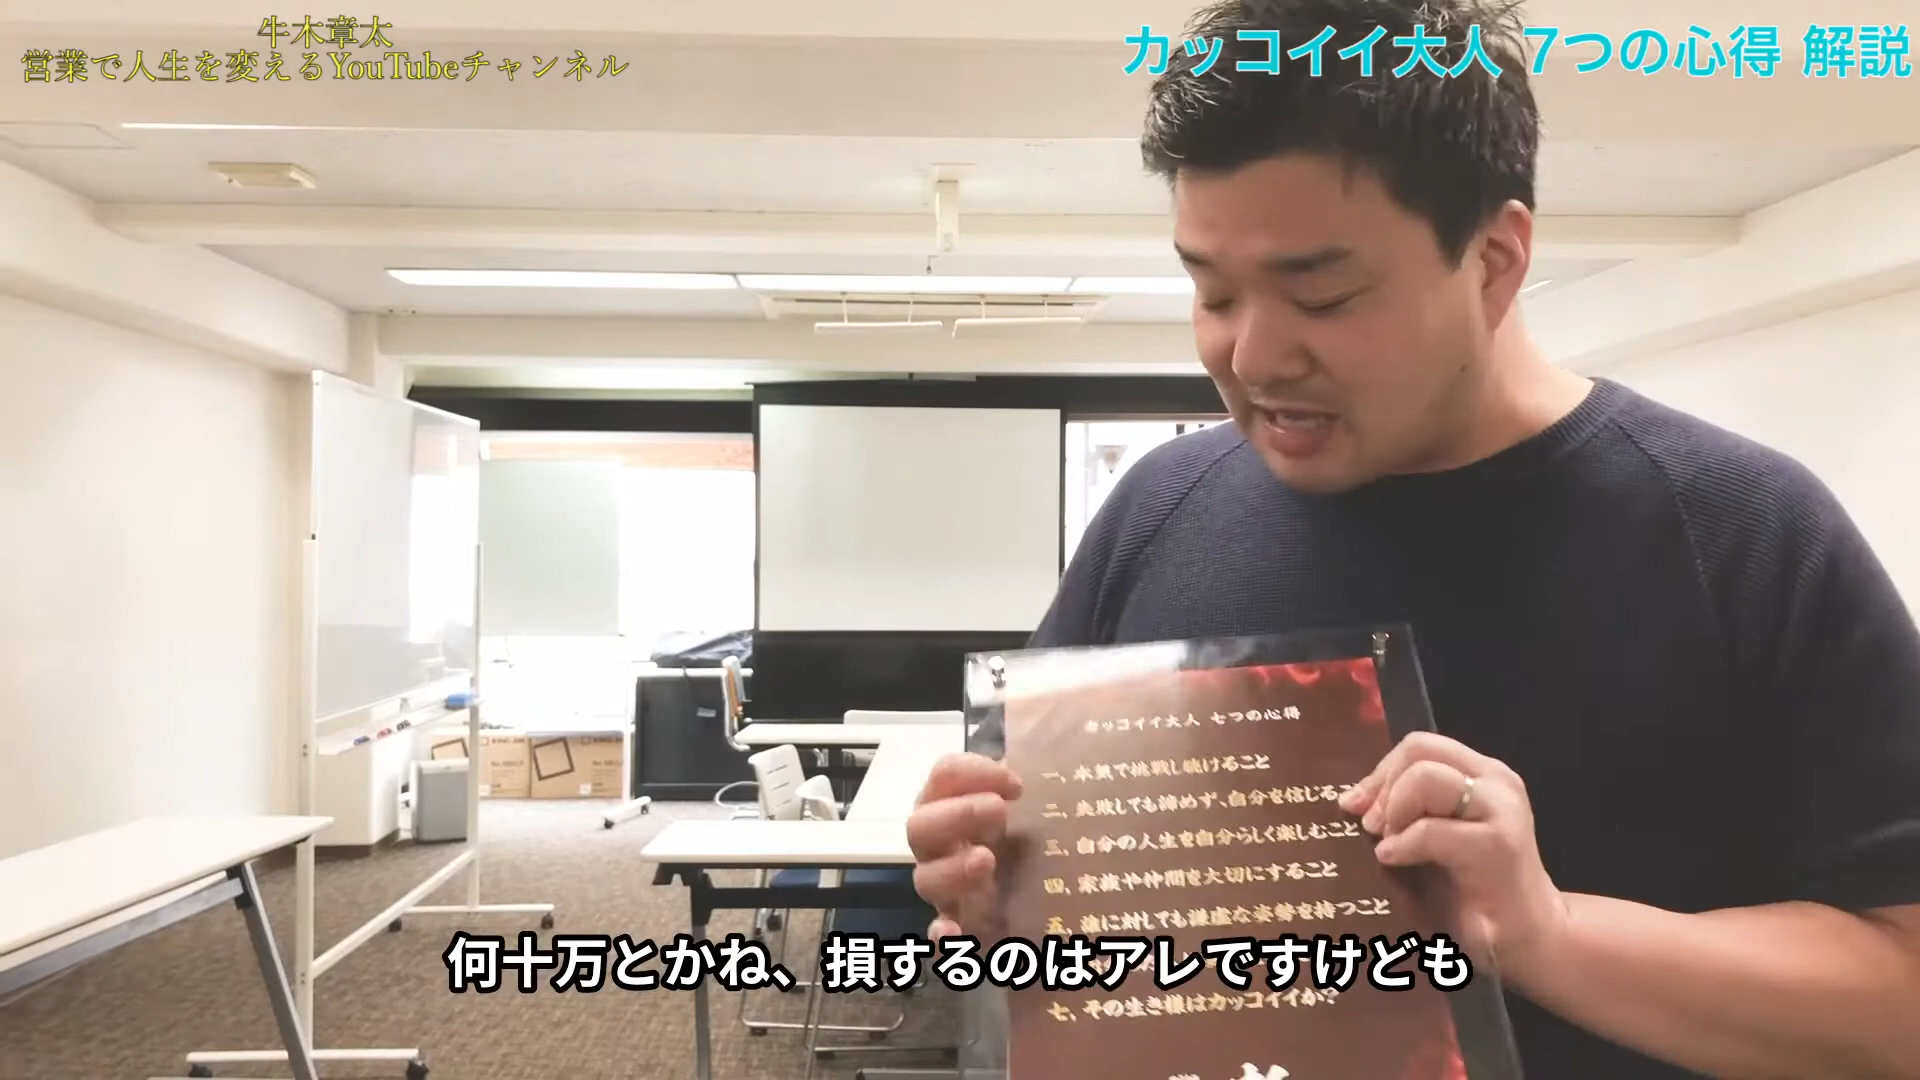 牛木章太
営業で人生を変えるYouTubeチャンネル
カッコイイ大人 7つの心得 解説
カッコイイ大人 七つの心得
一, 本気で挑戦し続けること
二, 失敗しても諦めず、自分を信じるこ
三, 自分の人生を自分らしく楽しむこと
四, 家族や仲間を大切にすること
五, 誰に対しても謙虚な姿勢を持つこと
何十万とかね、損するのはアレですけども
七, その生き様はカッコイイか?